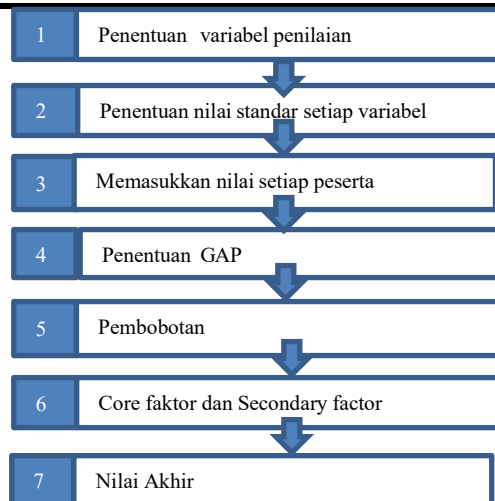 1 Penentuan variabel penilaian
2 Penentuan nilai standar setiap variabel
3 Memasukkan nilai setiap peserta
4 Penentuan GAP
5 Pembobotan
6 Core faktor dan Secondary factor
7 Nilai Akhir